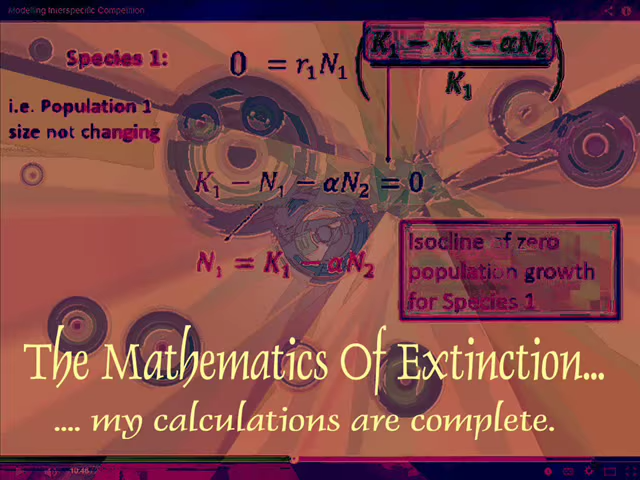 Modelling Interspecific Competition
Species 1:
0 = r₁N₁ ( (K₁ − N₁ − αN₂) / K₁ )
i.e. Population 1
size not changing
K₁ − N₁ − αN₂ = 0
N₁ = K₁ − αN₂
Isocline of zero
population growth
for Species 1
The Mathematics Of Extinction...
.... my calculations are complete.